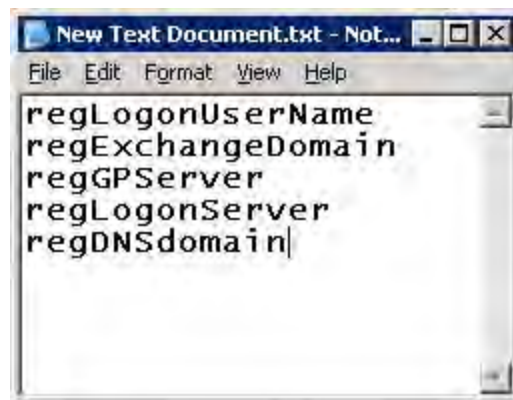 New Text Document.txt - Not...
File Edit Format View Help
regLogonUserName
regExchangeDomain
regGPServer
regLogonServer
regDNSdomain